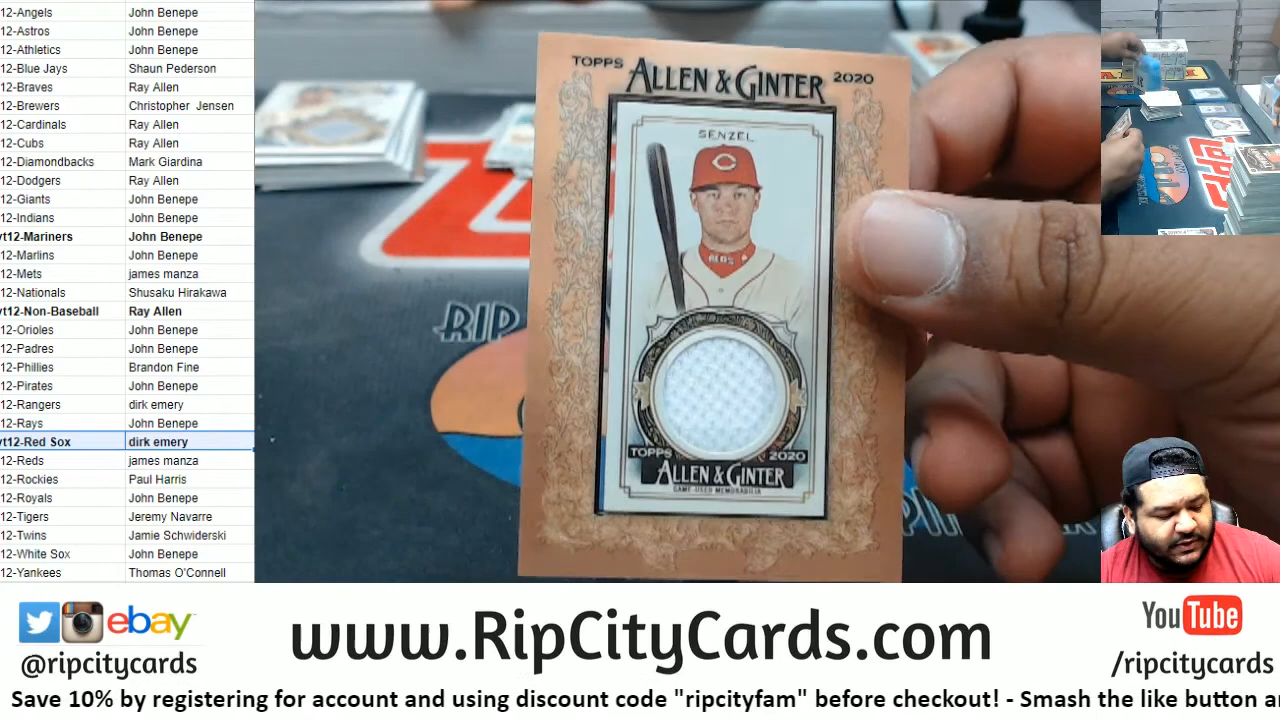 12-Angels John Benepe
12-Astros John Benepe
12-Athletics John Benepe
12-Blue Jays Shaun Pederson
12-Braves Ray Allen
12-Brewers Christopher Jensen
12-Cardinals Ray Allen
12-Cubs Ray Allen
12-Diamondbacks Mark Giardina
12-Dodgers Ray Allen
12-Giants John Benepe
12-Indians John Benepe
t12-Mariners John Benepe
12-Marlins John Benepe
12-Mets james manza
12-Nationals Shusaku Hirakawa
t12-Non-Baseball Ray Allen
12-Orioles John Benepe
12-Padres John Benepe
12-Phillies Brandon Fine
12-Pirates John Benepe
12-Rangers dirk emery
12-Rays John Benepe
t12-Red Sox dirk emery
12-Reds james manza
12-Rockies Paul Harris
12-Royals John Benepe
12-Tigers Jeremy Navarre
12-Twins Jamie Schwiderski
12-White Sox John Benepe
12-Yankees Thomas O'Connell
TOPPS ALLEN & GINTER 2020
SENZEL
C
REDS
TOPPS 2020
ALLEN & GINTER
GAME-USED MEMORABILIA
RIP
ebay
@ripcitycards
www.RipCityCards.com
YouTube
/ripcitycards
Save 10% by registering for account and using discount code "ripcityfam" before checkout! - Smash the like button